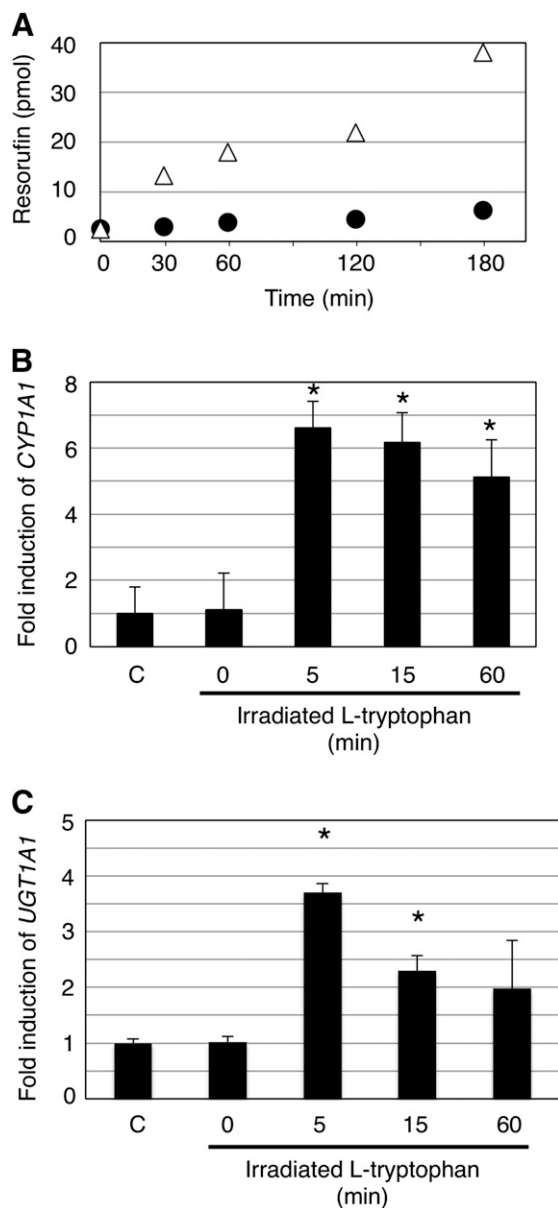 A
Resorufin (pmol)
40
30
20
10
0
0 30 60 120 180
Time (min)
B
Fold induction of CYP1A1
8
6
4
2
0
* * *
C 0 5 15 60
Irradiated L-tryptophan
(min)
C
Fold induction of UGT1A1
5
4
3
2
1
0
* *
C 0 5 15 60
Irradiated L-tryptophan
(min)